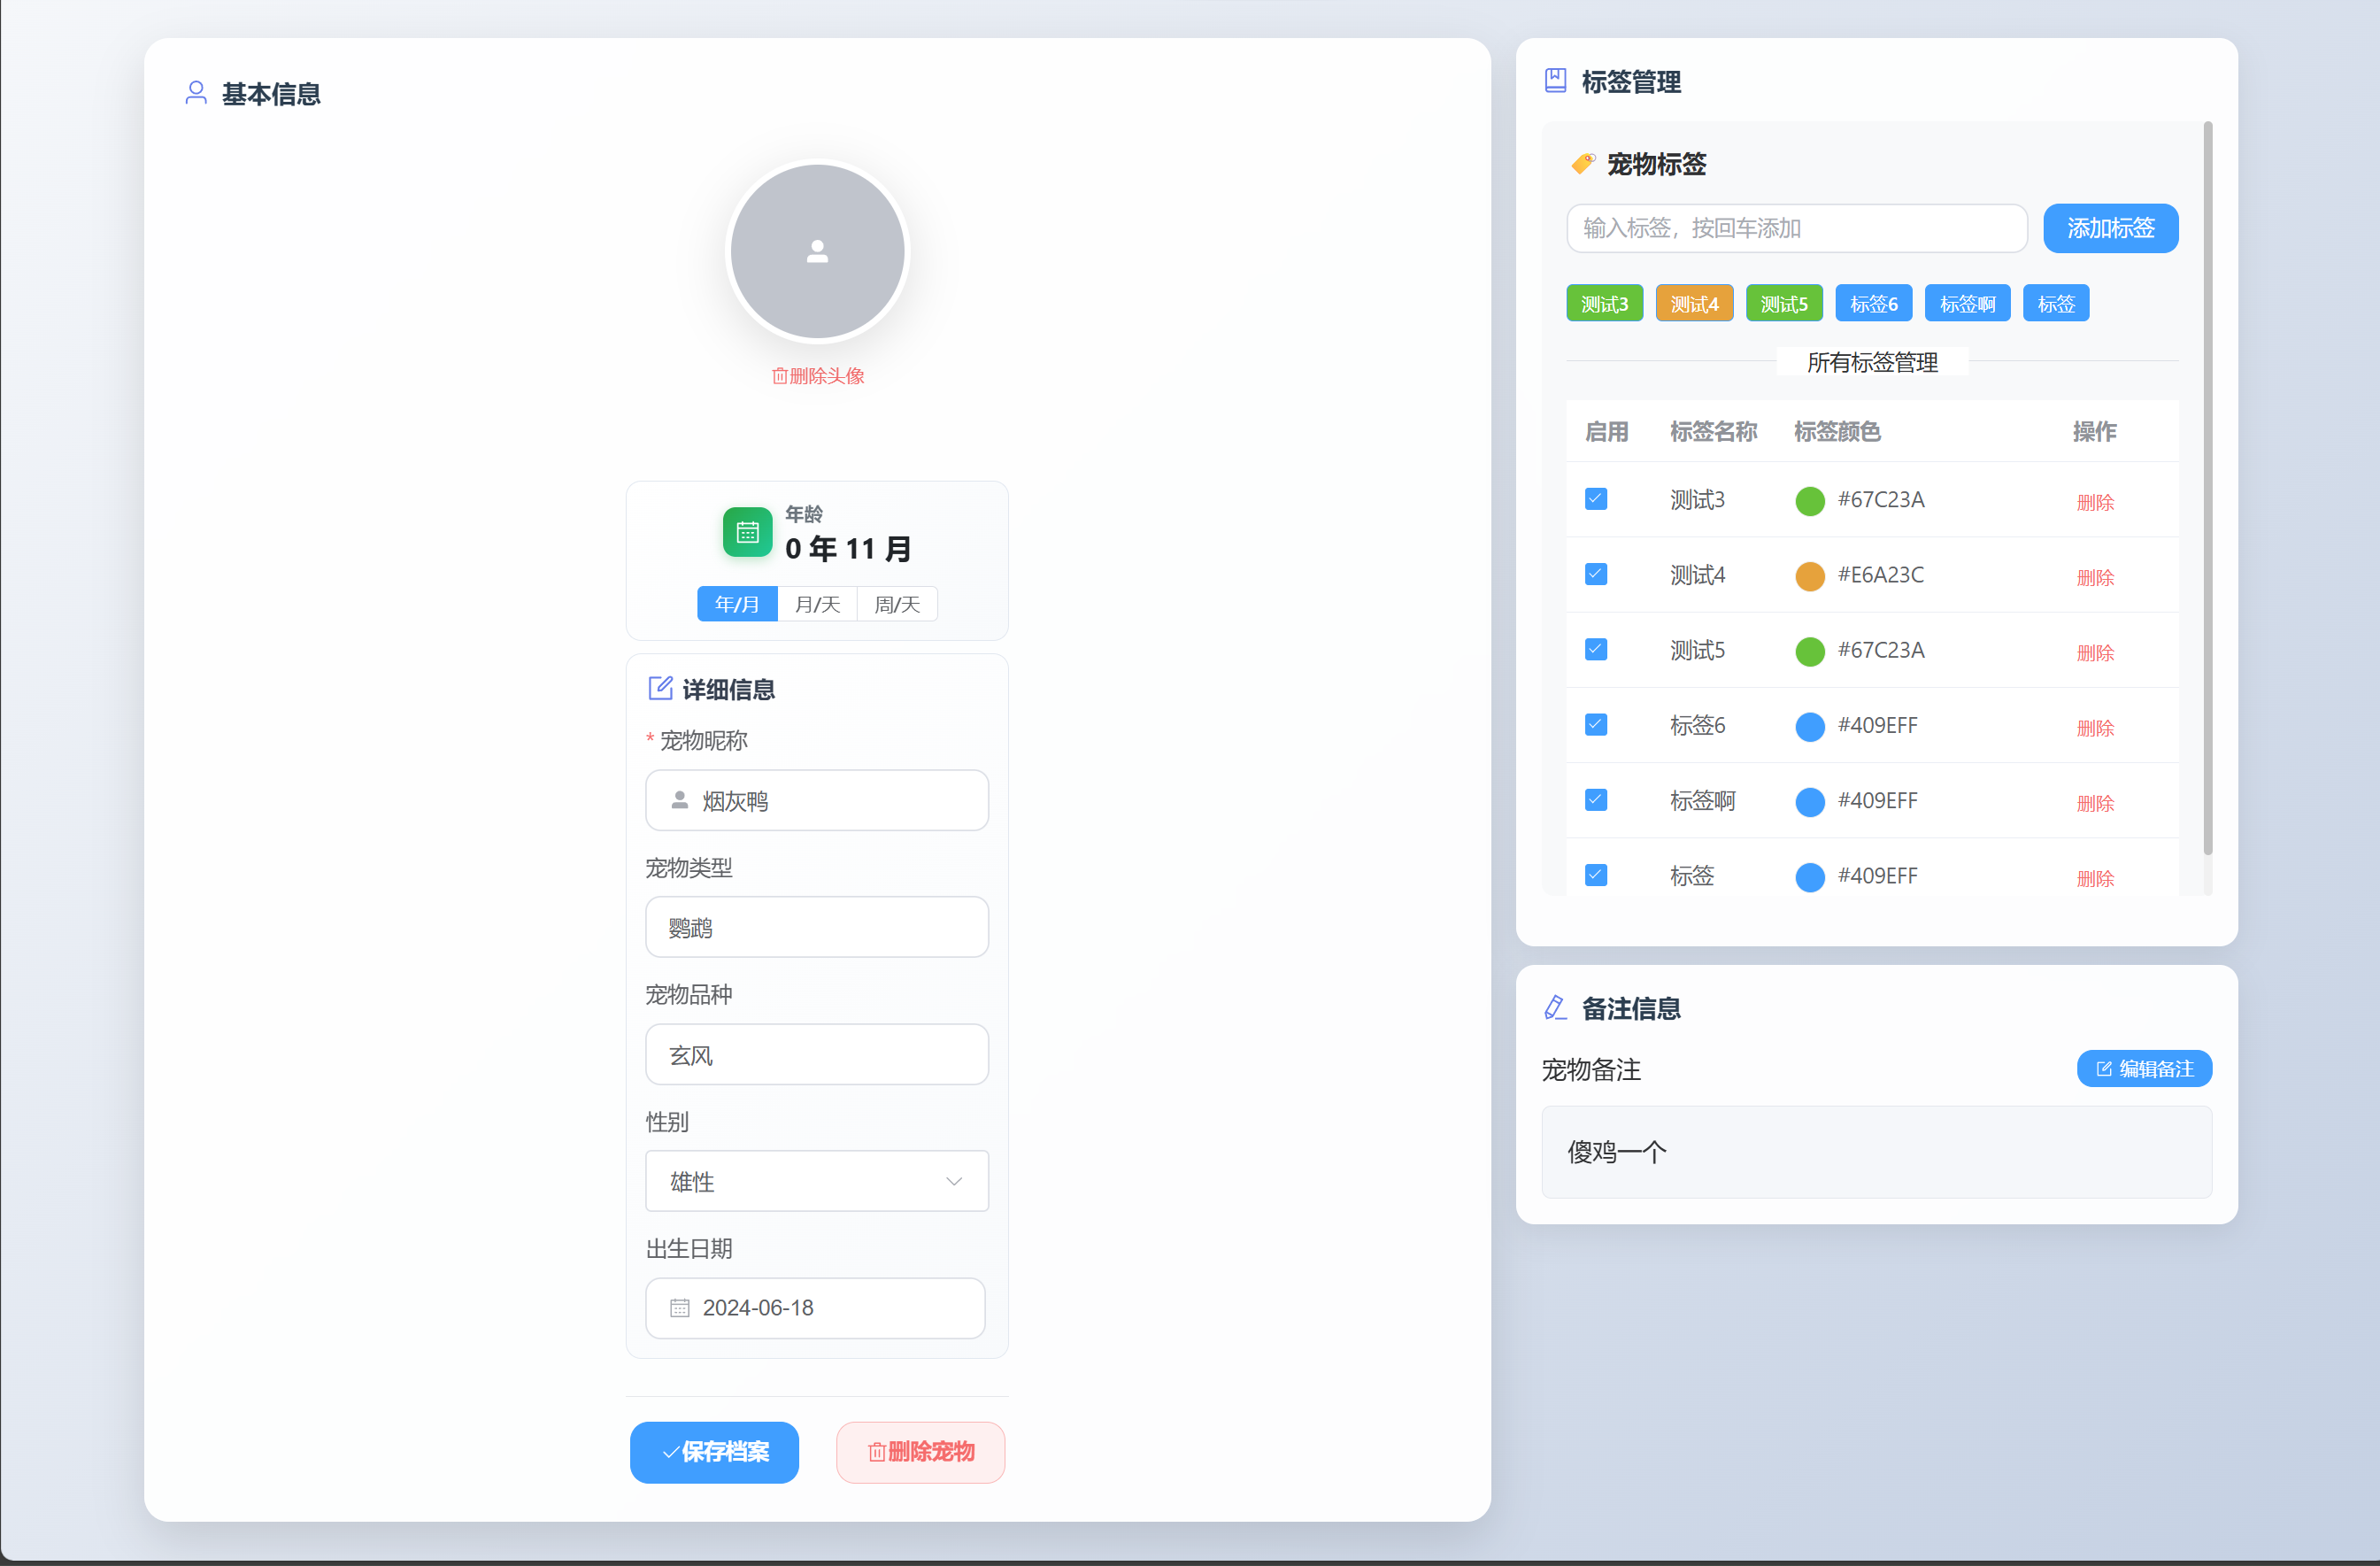 基本信息
删除头像
年龄
0 年 11 月
年/月 月/天 周/天
详细信息
* 宠物昵称
烟灰鸭
宠物类型
鹦鹉
宠物品种
玄风
性别
雄性
出生日期
2024-06-18
保存档案 删除宠物
标签管理
宠物标签
输入标签，按回车添加 添加标签
测试3 测试4 测试5 标签6 标签啊 标签
所有标签管理
启用 标签名称 标签颜色 操作
测试3 #67C23A 删除
测试4 #E6A23C 删除
测试5 #67C23A 删除
标签6 #409EFF 删除
标签啊 #409EFF 删除
标签 #409EFF 删除
备注信息
宠物备注 编辑备注
傻鸡一个